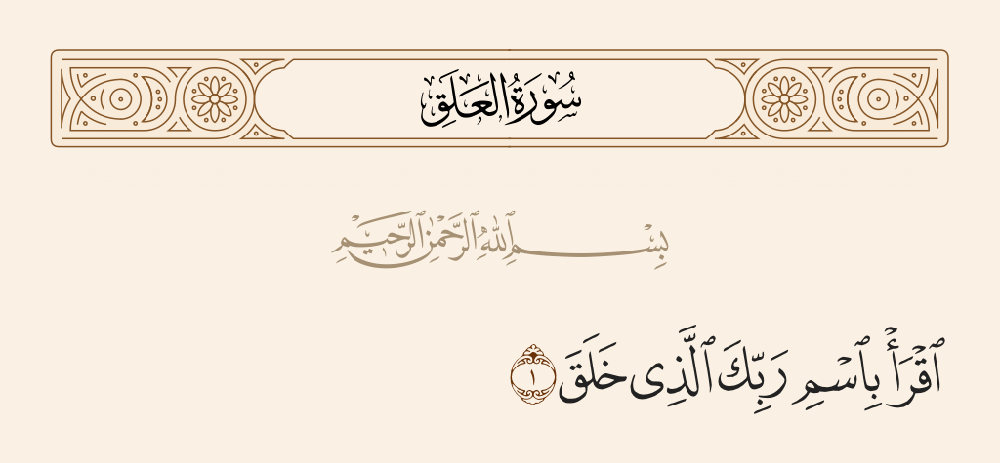 سُورَةُ العَلَقِ
بِسْمِ ٱللَّهِ ٱلرَّحْمَٰنِ ٱلرَّحِيمِ
ٱقْرَأْ بِٱسْمِ رَبِّكَ ٱلَّذِى خَلَقَ ١